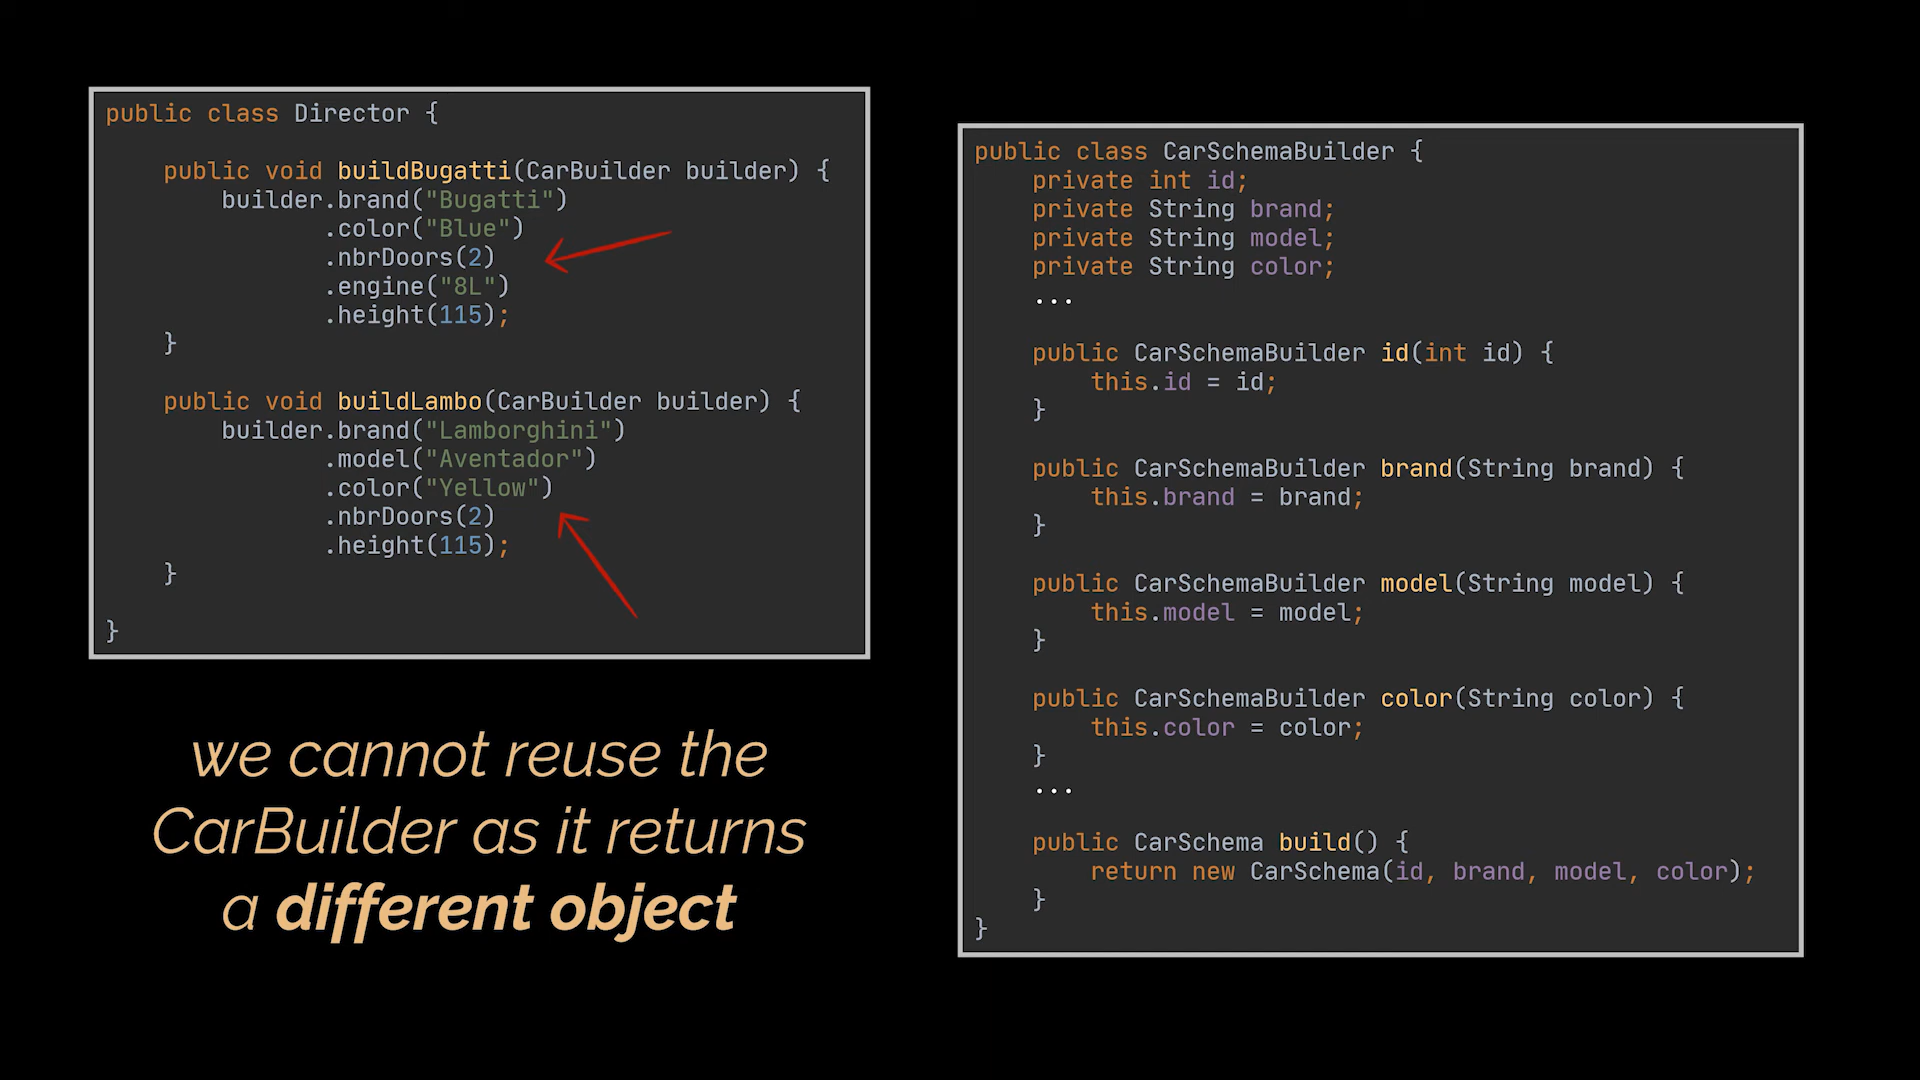 public class Director {
public void buildBugatti(CarBuilder builder) {
builder.brand("Bugatti")
.color("Blue")
.nbrDoors(2)
.engine("8L")
.height(115);
}
public void buildLambo(CarBuilder builder) {
builder.brand("Lamborghini")
.model("Aventador")
.color("Yellow")
.nbrDoors(2)
.height(115);
}
}
we cannot reuse the
CarBuilder as it returns
a different object
public class CarSchemaBuilder {
private int id;
private String brand;
private String model;
private String color;
...
public CarSchemaBuilder id(int id) {
this.id = id;
}
public CarSchemaBuilder brand(String brand) {
this.brand = brand;
}
public CarSchemaBuilder model(String model) {
this.model = model;
}
public CarSchemaBuilder color(String color) {
this.color = color;
}
...
public CarSchema build() {
return new CarSchema(id, brand, model, color);
}
}